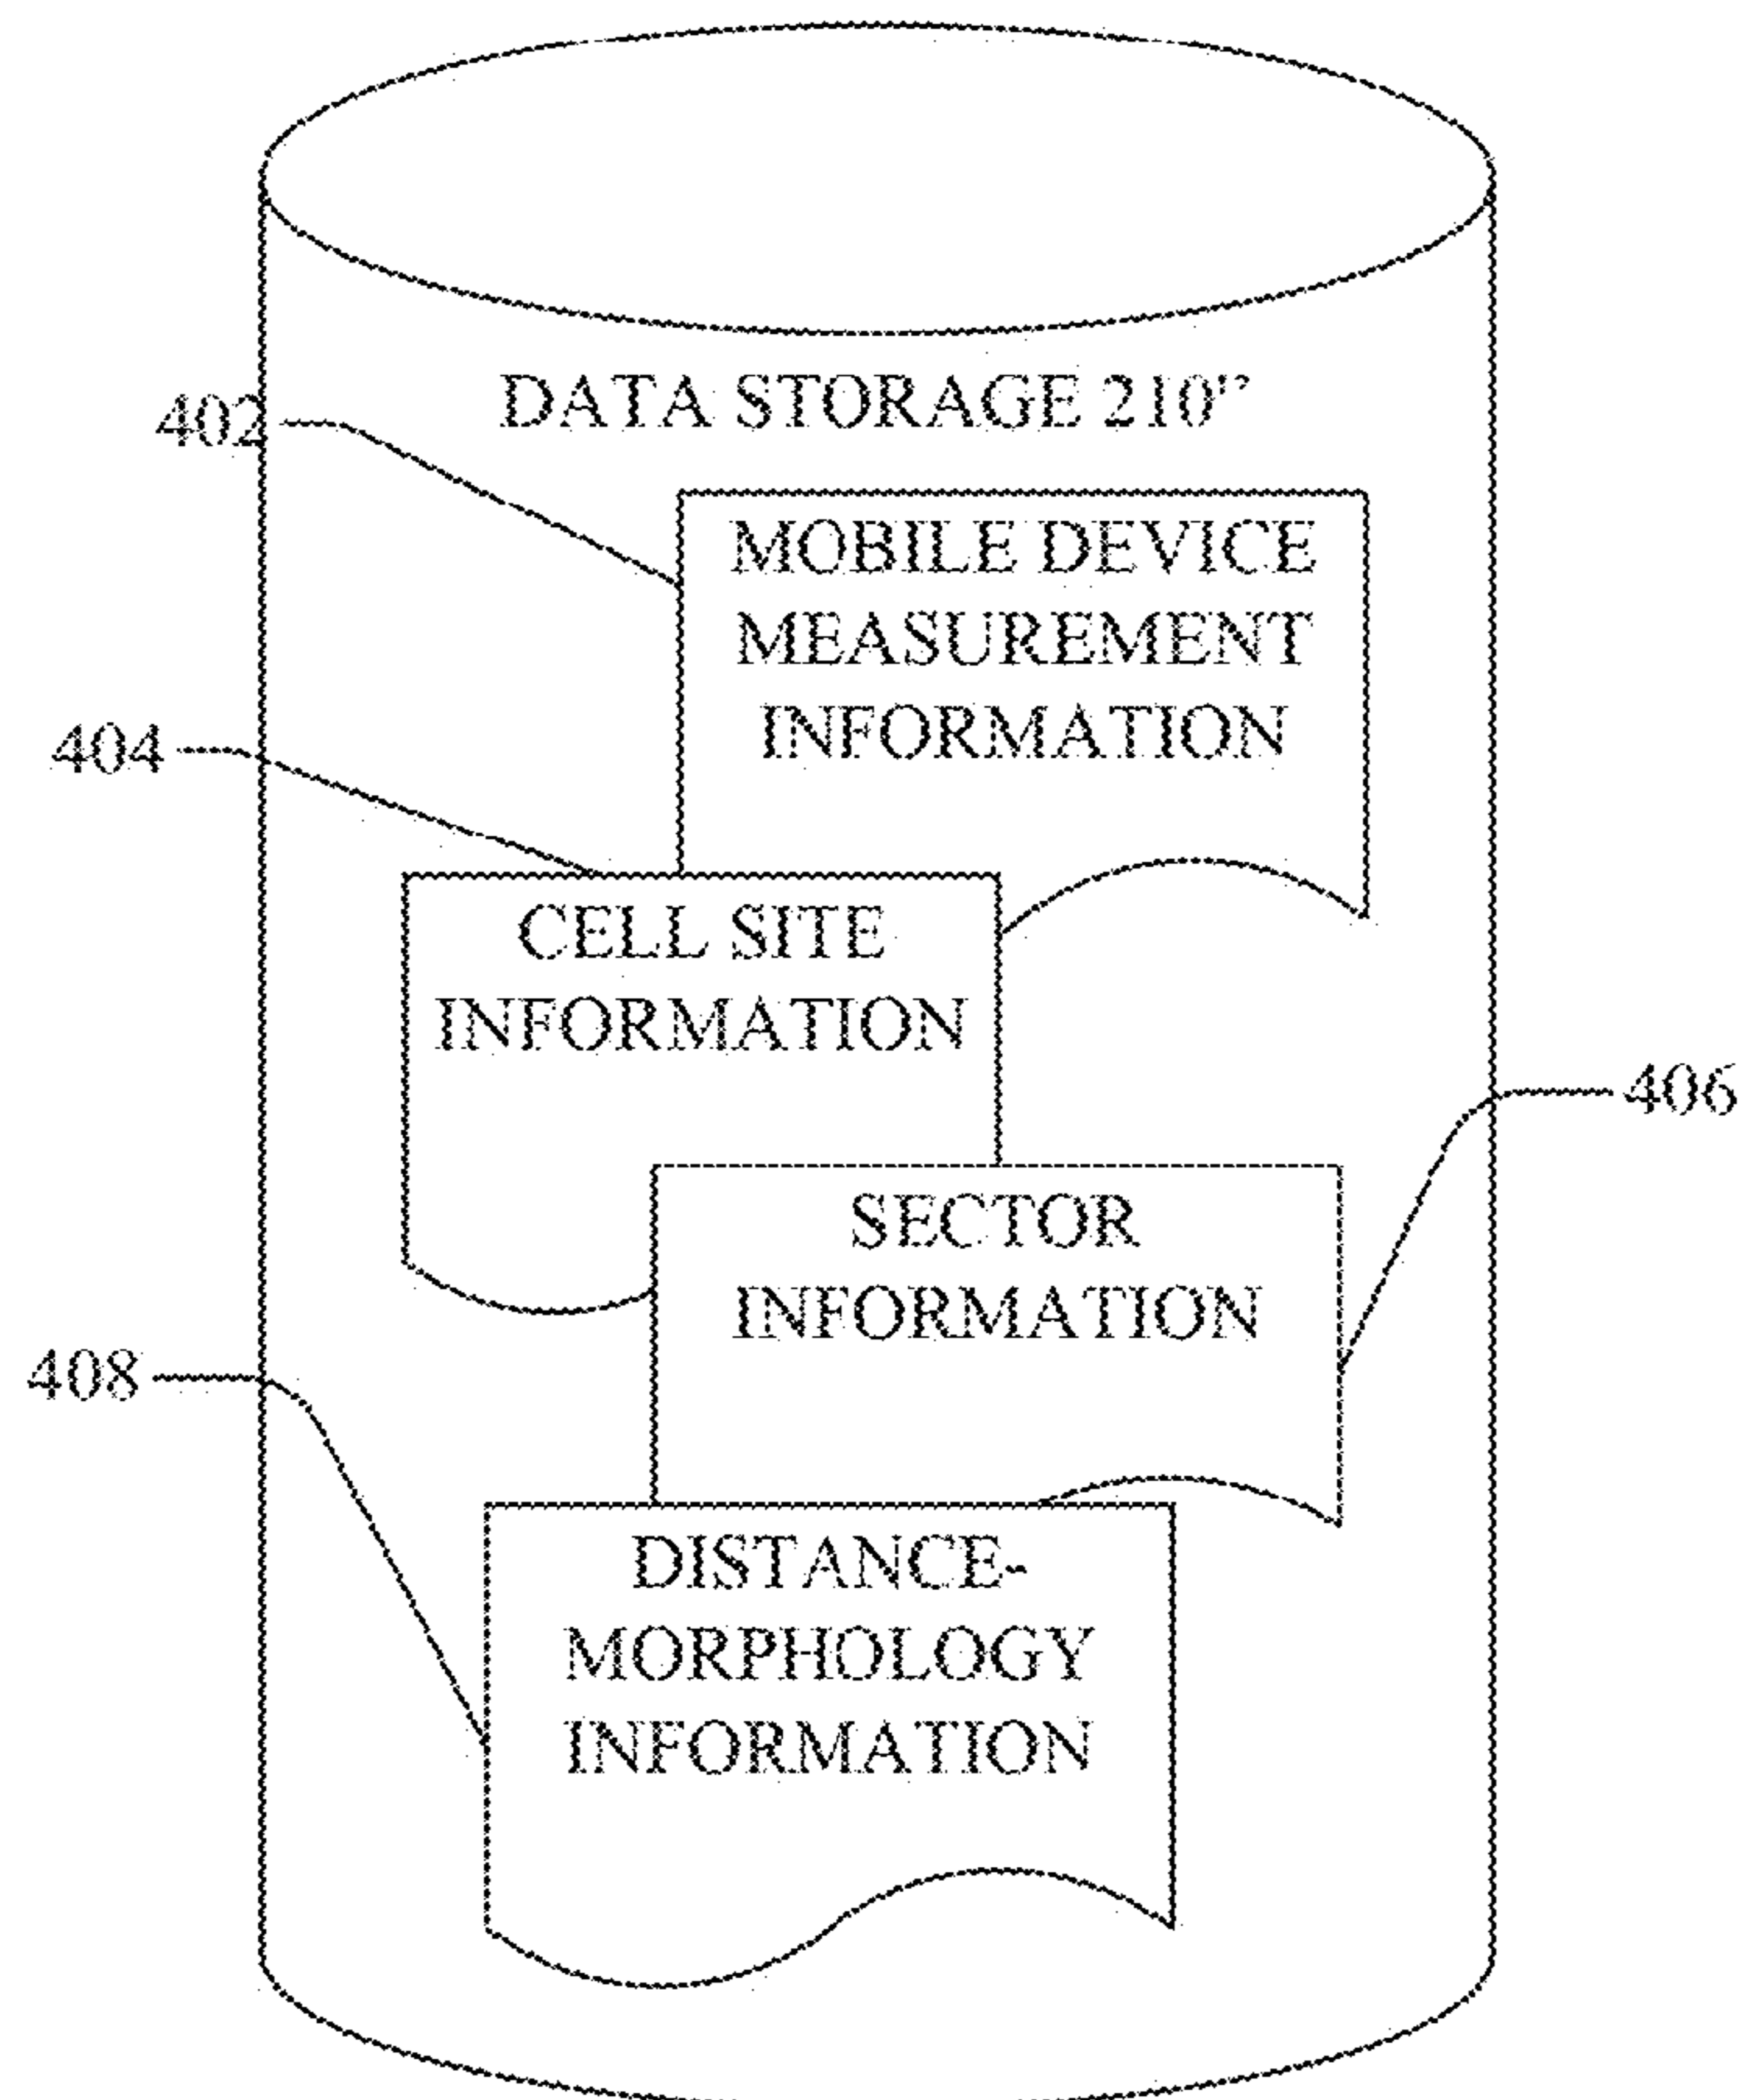 DATA STORAGE 210"
402
MOBILE DEVICE
MEASUREMENT
INFORMATION
404
CELL SITE
INFORMATION
406
SECTOR
INFORMATION
408
DISTANCE-
MORPHOLOGY
INFORMATION